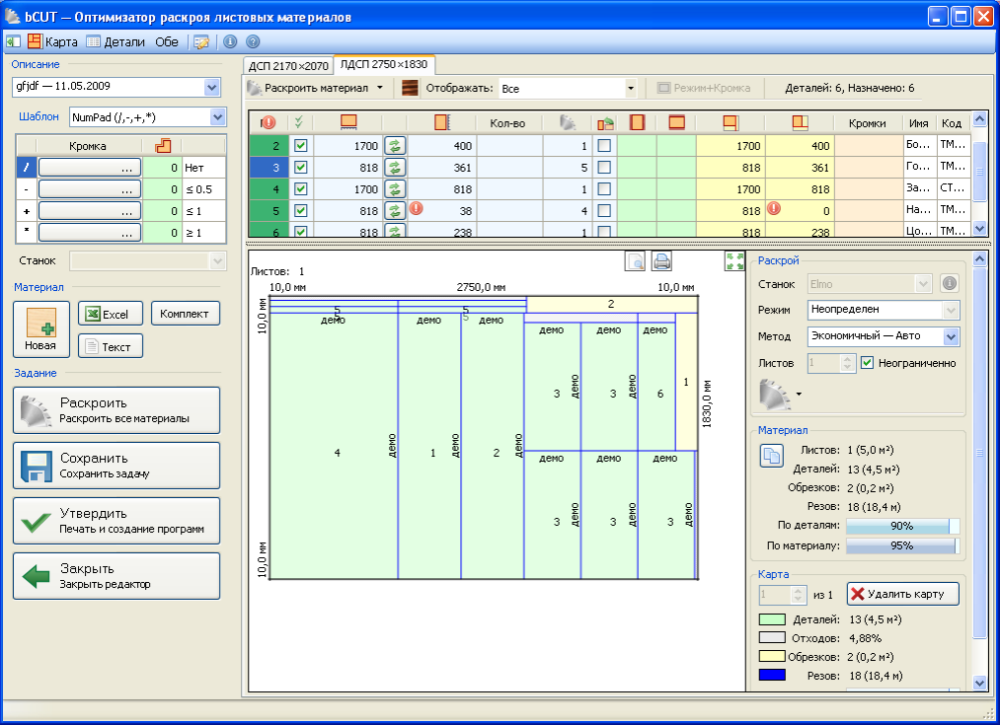 bCUT — Оптимизатор раскроя листовых материалов
Карта Детали Обе
Описание
gfjdf — 11.05.2009
Шаблон NumPad (/,-,+,*)
Кромка
/ ... 0 Нет
- ... 0 ≤ 0.5
+ ... 0 ≤ 1
* ... 0 ≥ 1
Станок
Материал
Новая
Excel
Комплект
Текст
Задание
Раскроить
Раскроить все материалы
Сохранить
Сохранить задачу
Утвердить
Печать и создание программ
Закрыть
Закрыть редактор
ДСП 2170×2070 ЛДСП 2750×1830
Раскроить материал Отображать: Все Режим+Кромка Деталей: 6, Назначено: 6
Кол-во Кромки Имя Код
2 1700 400 1 1700 400 Бо... ТМ...
3 818 361 5 818 361 Го... ТМ...
4 1700 818 1 1700 818 За... СТ...
5 818 38 4 818 0 На... ТМ...
6 818 238 1 818 238 Цо... ТМ...
Листов: 1
10,0 мм 2750,0 мм 10,0 мм
10,0 мм
5 5 2
5 5
демо демо демо демо демо демо
3 демо 3 демо 6 1
1830,0 мм
4 демо 1 демо 2 демо
демо демо демо
3 демо 3 демо 3 демо
10,0 мм
Раскрой
Станок Elmo
Режим Неопределен
Метод Экономичный — Авто
Листов 1 Неограниченно
Материал
Листов: 1 (5,0 м²)
Деталей: 13 (4,5 м²)
Обрезков: 2 (0,2 м²)
Резов: 18 (18,4 м)
По деталям: 90%
По материалу: 95%
Карта
1 из 1 Удалить карту
Деталей: 13 (4,5 м²)
Отходов: 4,88%
Обрезков: 2 (0,2 м²)
Резов: 18 (18,4 м)